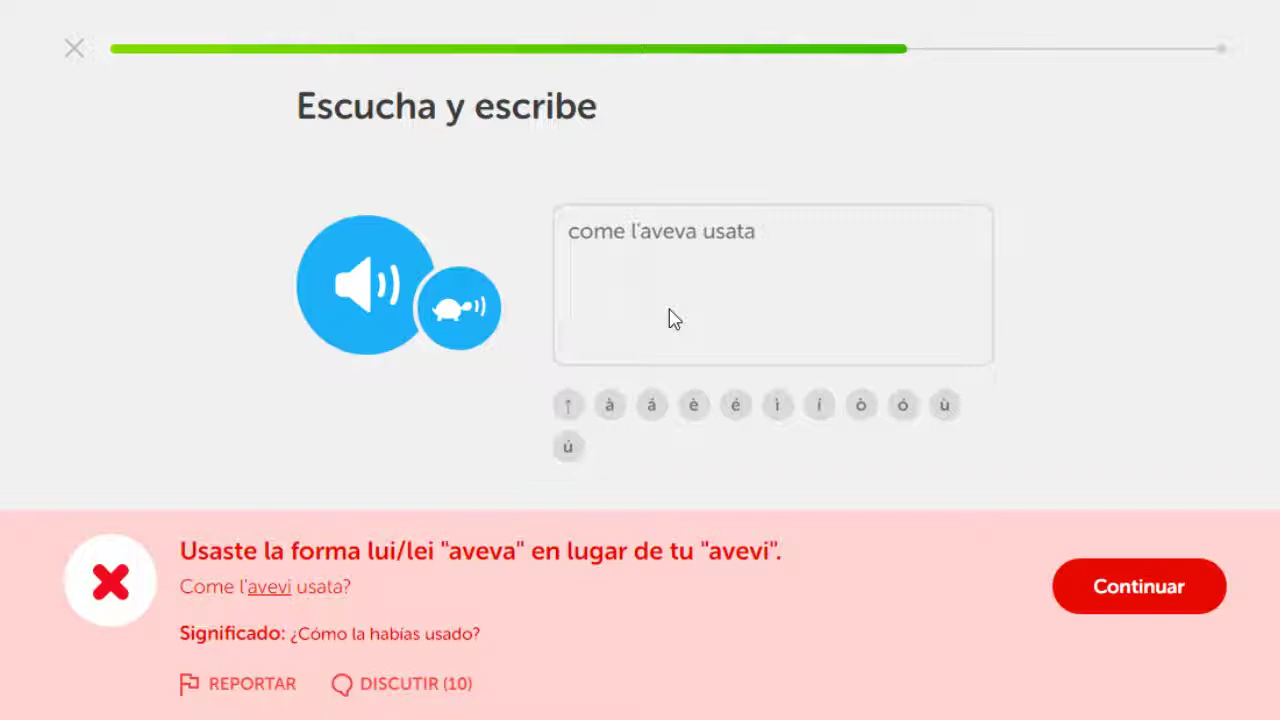 Escucha y escribe
come l'aveva usata
↑ à á è é ì í ò ó ù
ú
Usaste la forma lui/lei "aveva" en lugar de tu "avevi".
Come l'avevi usata?
Significado: ¿Cómo la habías usado?
REPORTAR DISCUTIR (10)
Continuar